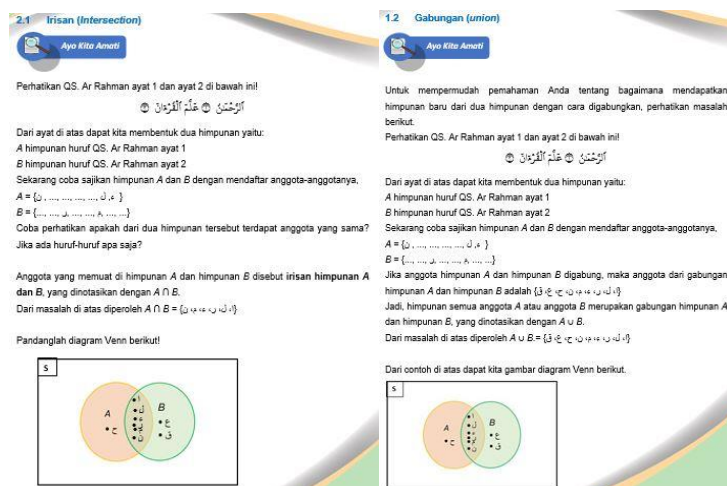 2.1 Irisan (Intersection)
Ayo Kita Amati
Perhatikan QS. Ar Rahman ayat 1 dan ayat 2 di bawah ini!
ٱلرَّحْمَـٰنُ ۝ عَلَّمَ ٱلْقُرْءَانَ ۝
Dari ayat di atas dapat kita membentuk dua himpunan yaitu:
A himpunan huruf QS. Ar Rahman ayat 1
B himpunan huruf QS. Ar Rahman ayat 2
Sekarang coba sajikan himpunan A dan B dengan mendaftar anggota-anggotanya,
A = {ن , ..., ..., ..., ..., ل ,ء }
B = {..., ..., ر, ..., ..., م, ..., ...}
Coba perhatikan apakah dari dua himpunan tersebut terdapat anggota yang sama?
Jika ada huruf-huruf apa saja?
Anggota yang memuat di himpunan A dan himpunan B disebut irisan himpunan A
dan B, yang dinotasikan dengan A ∩ B.
Dari masalah di atas diperoleh A ∩ B = {ا، ل، ر، ء، م، ن}
Pandanglah diagram Venn berikut!
S
A
B
ا
ل
ء
ر
م
ن
ح
ع
ق
1.2 Gabungan (union)
Ayo Kita Amati
Untuk mempermudah pemahaman Anda tentang bagaimana mendapatkan
himpunan baru dari dua himpunan dengan cara digabungkan, perhatikan masalah
berikut.
Perhatikan QS. Ar Rahman ayat 1 dan ayat 2 di bawah ini!
ٱلرَّحْمَـٰنُ ۝ عَلَّمَ ٱلْقُرْءَانَ ۝
Dari ayat di atas dapat kita membentuk dua himpunan yaitu:
A himpunan huruf QS. Ar Rahman ayat 1
B himpunan huruf QS. Ar Rahman ayat 2
Sekarang coba sajikan himpunan A dan B dengan mendaftar anggota-anggotanya,
A = {ن , ..., ..., ..., ..., ل ,ء }
B = {..., ..., ر, ..., ..., م, ..., ...}
Jika anggota himpunan A dan himpunan B digabung, maka anggota dari gabungan
himpunan A dan himpunan B adalah {ا، ل، ر، ء، م، ن، ح، ع، ق}
Jadi, himpunan semua anggota A atau anggota B merupakan gabungan himpunan A
dan himpunan B, yang dinotasikan dengan A ∪ B.
Dari masalah di atas diperoleh A ∪ B.= {ا، ل، ر، ء، م، ن، ح، ع، ق}
Dari contoh di atas dapat kita gambar diagram Venn berikut.
S
A
B
ا
ل
ء
ر
م
ن
ح
ع
ق